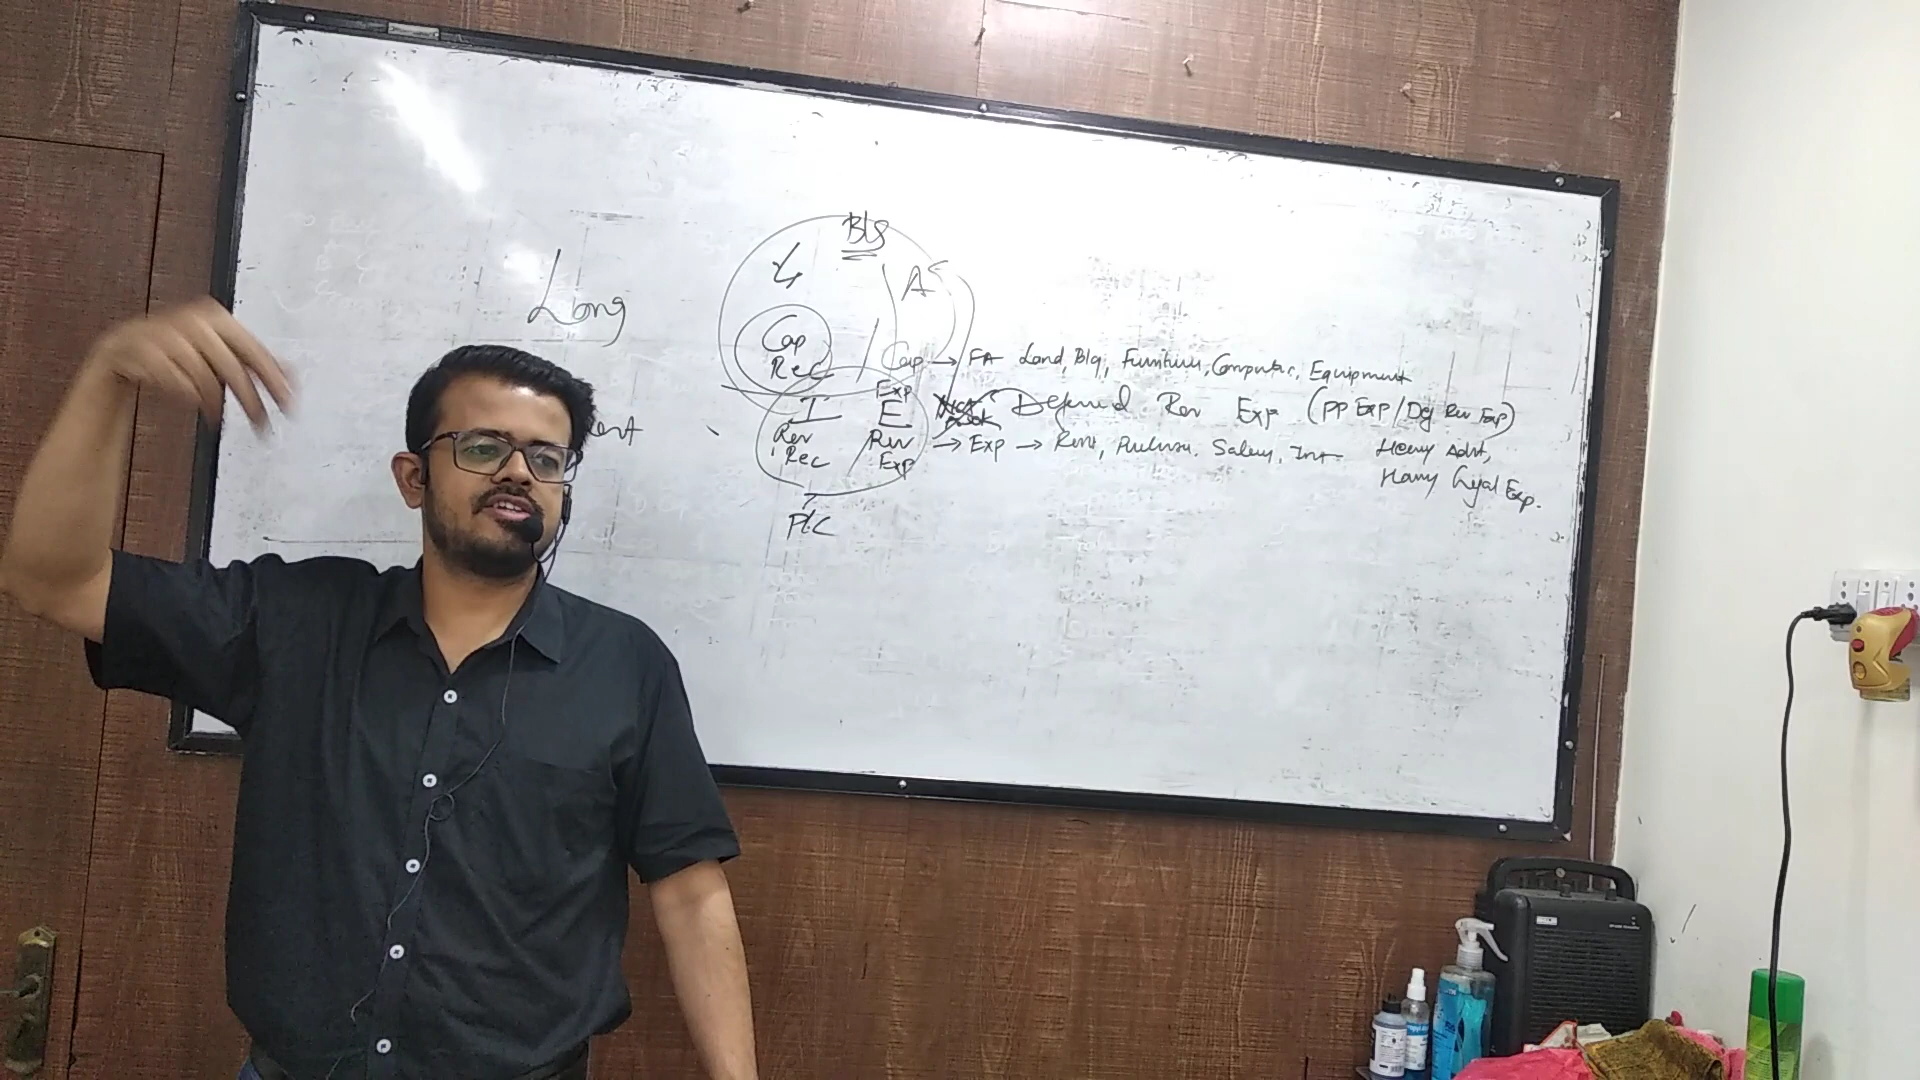 B/S
L A
Long
Cap
Rec
Cap → FA Land, Blg, Furniture, Computer, Equipment
Exp
I E
Deferred Rev Exp (PP EXP/Def Rev Exp)
Rev
Rec
Rev
Exp
→ Exp → Rent, Purchase, Salary, Int
Heavy Advt,
Heavy Legal Exp.
P/L